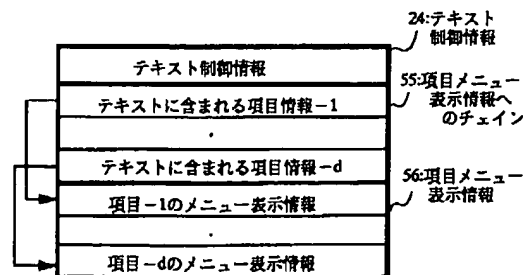 24:テキスト
制御情報
テキスト制御情報
テキストに含まれる項目情報-1
・
テキストに含まれる項目情報-d
項目-1のメニュー表示情報
・
項目-dのメニュー表示情報
55:項目メニュー
表示情報へ
のチェイン
56:項目メニュー
表示情報